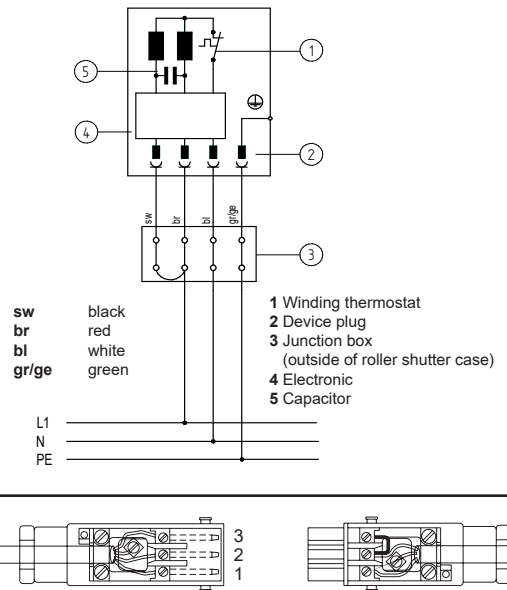 1
5
4
2
sw
br
bl
gr/ge
3
sw black
br red
bl white
gr/ge green
1 Winding thermostat
2 Device plug
3 Junction box
(outside of roller shutter case)
4 Electronic
5 Capacitor
L1
N
PE
3
2
1